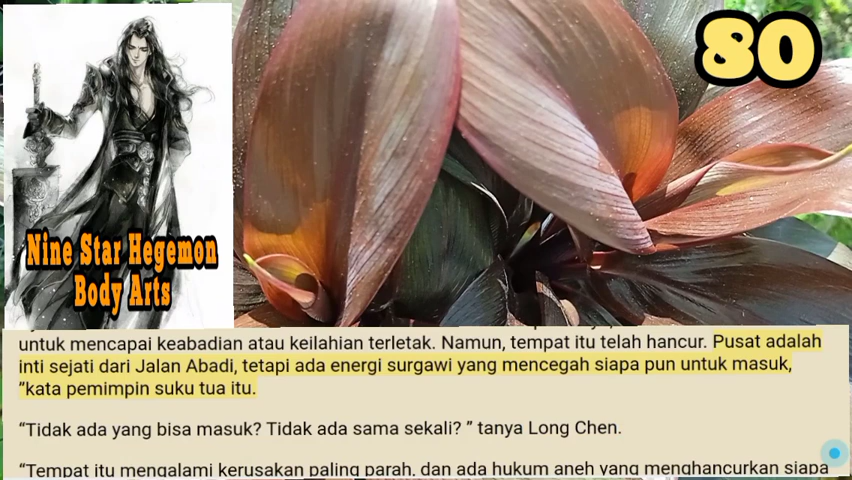 80
Nine Star Hegemon
Body Arts
untuk mencapai keabadian atau keilahian terletak. Namun, tempat itu telah hancur. Pusat adalah
inti sejati dari Jalan Abadi, tetapi ada energi surgawi yang mencegah siapa pun untuk masuk,
”kata pemimpin suku tua itu.
“Tidak ada yang bisa masuk? Tidak ada sama sekali? ” tanya Long Chen.
“Tempat itu mengalami kerusakan paling parah, dan ada hukum aneh yang menghancurkan siapa